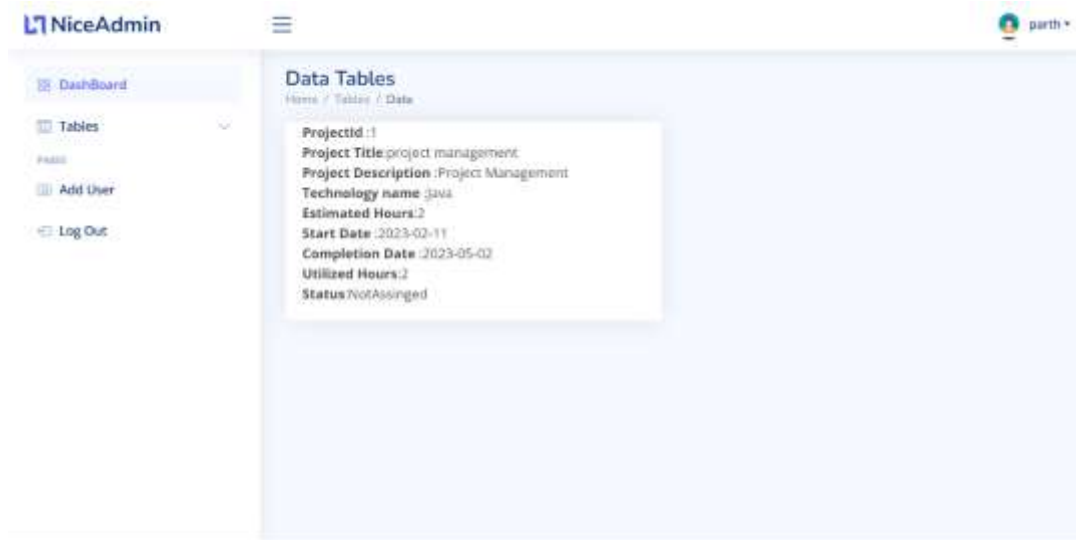 NiceAdmin
parth
DashBoard
Tables
PAGES
Add User
Log Out
Data Tables
Home / Tables / Data
ProjectId :1
Project Title:project management
Project Description :Project Management
Technology name :Java
Estimated Hours:2
Start Date :2023-02-11
Completion Date :2023-05-02
Utilized Hours:2
Status:NotAssinged